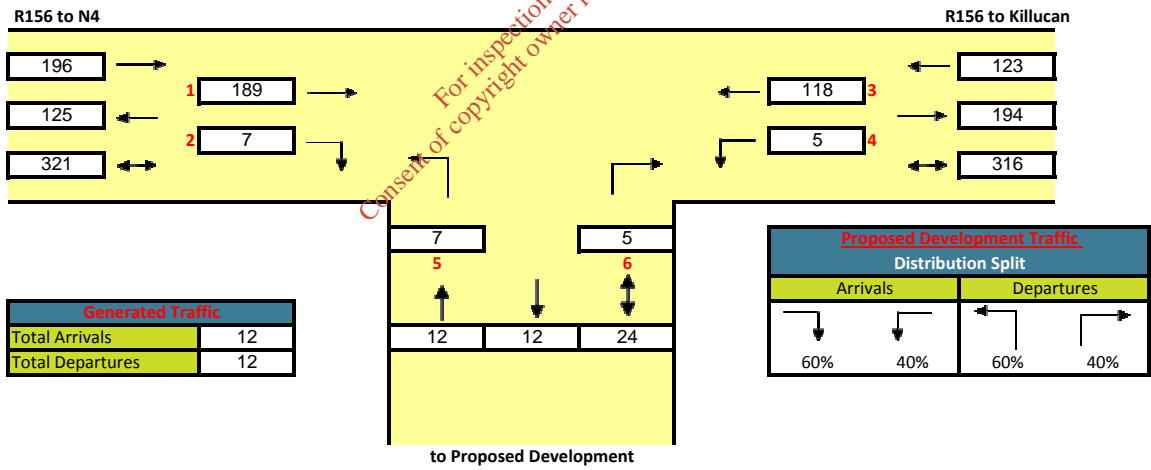 R156 to N4
R156 to Killucan
For inspection
Consent of copyright owner
196
123
1 189
118 3
125
194
2 7
5 4
321
316
7
5
5
6
Proposed Development Traffic
Distribution Split
Arrivals
Departures
60%
40%
60%
40%
Generated Traffic
Total Arrivals 12
Total Departures 12
12
12
24
to Proposed Development